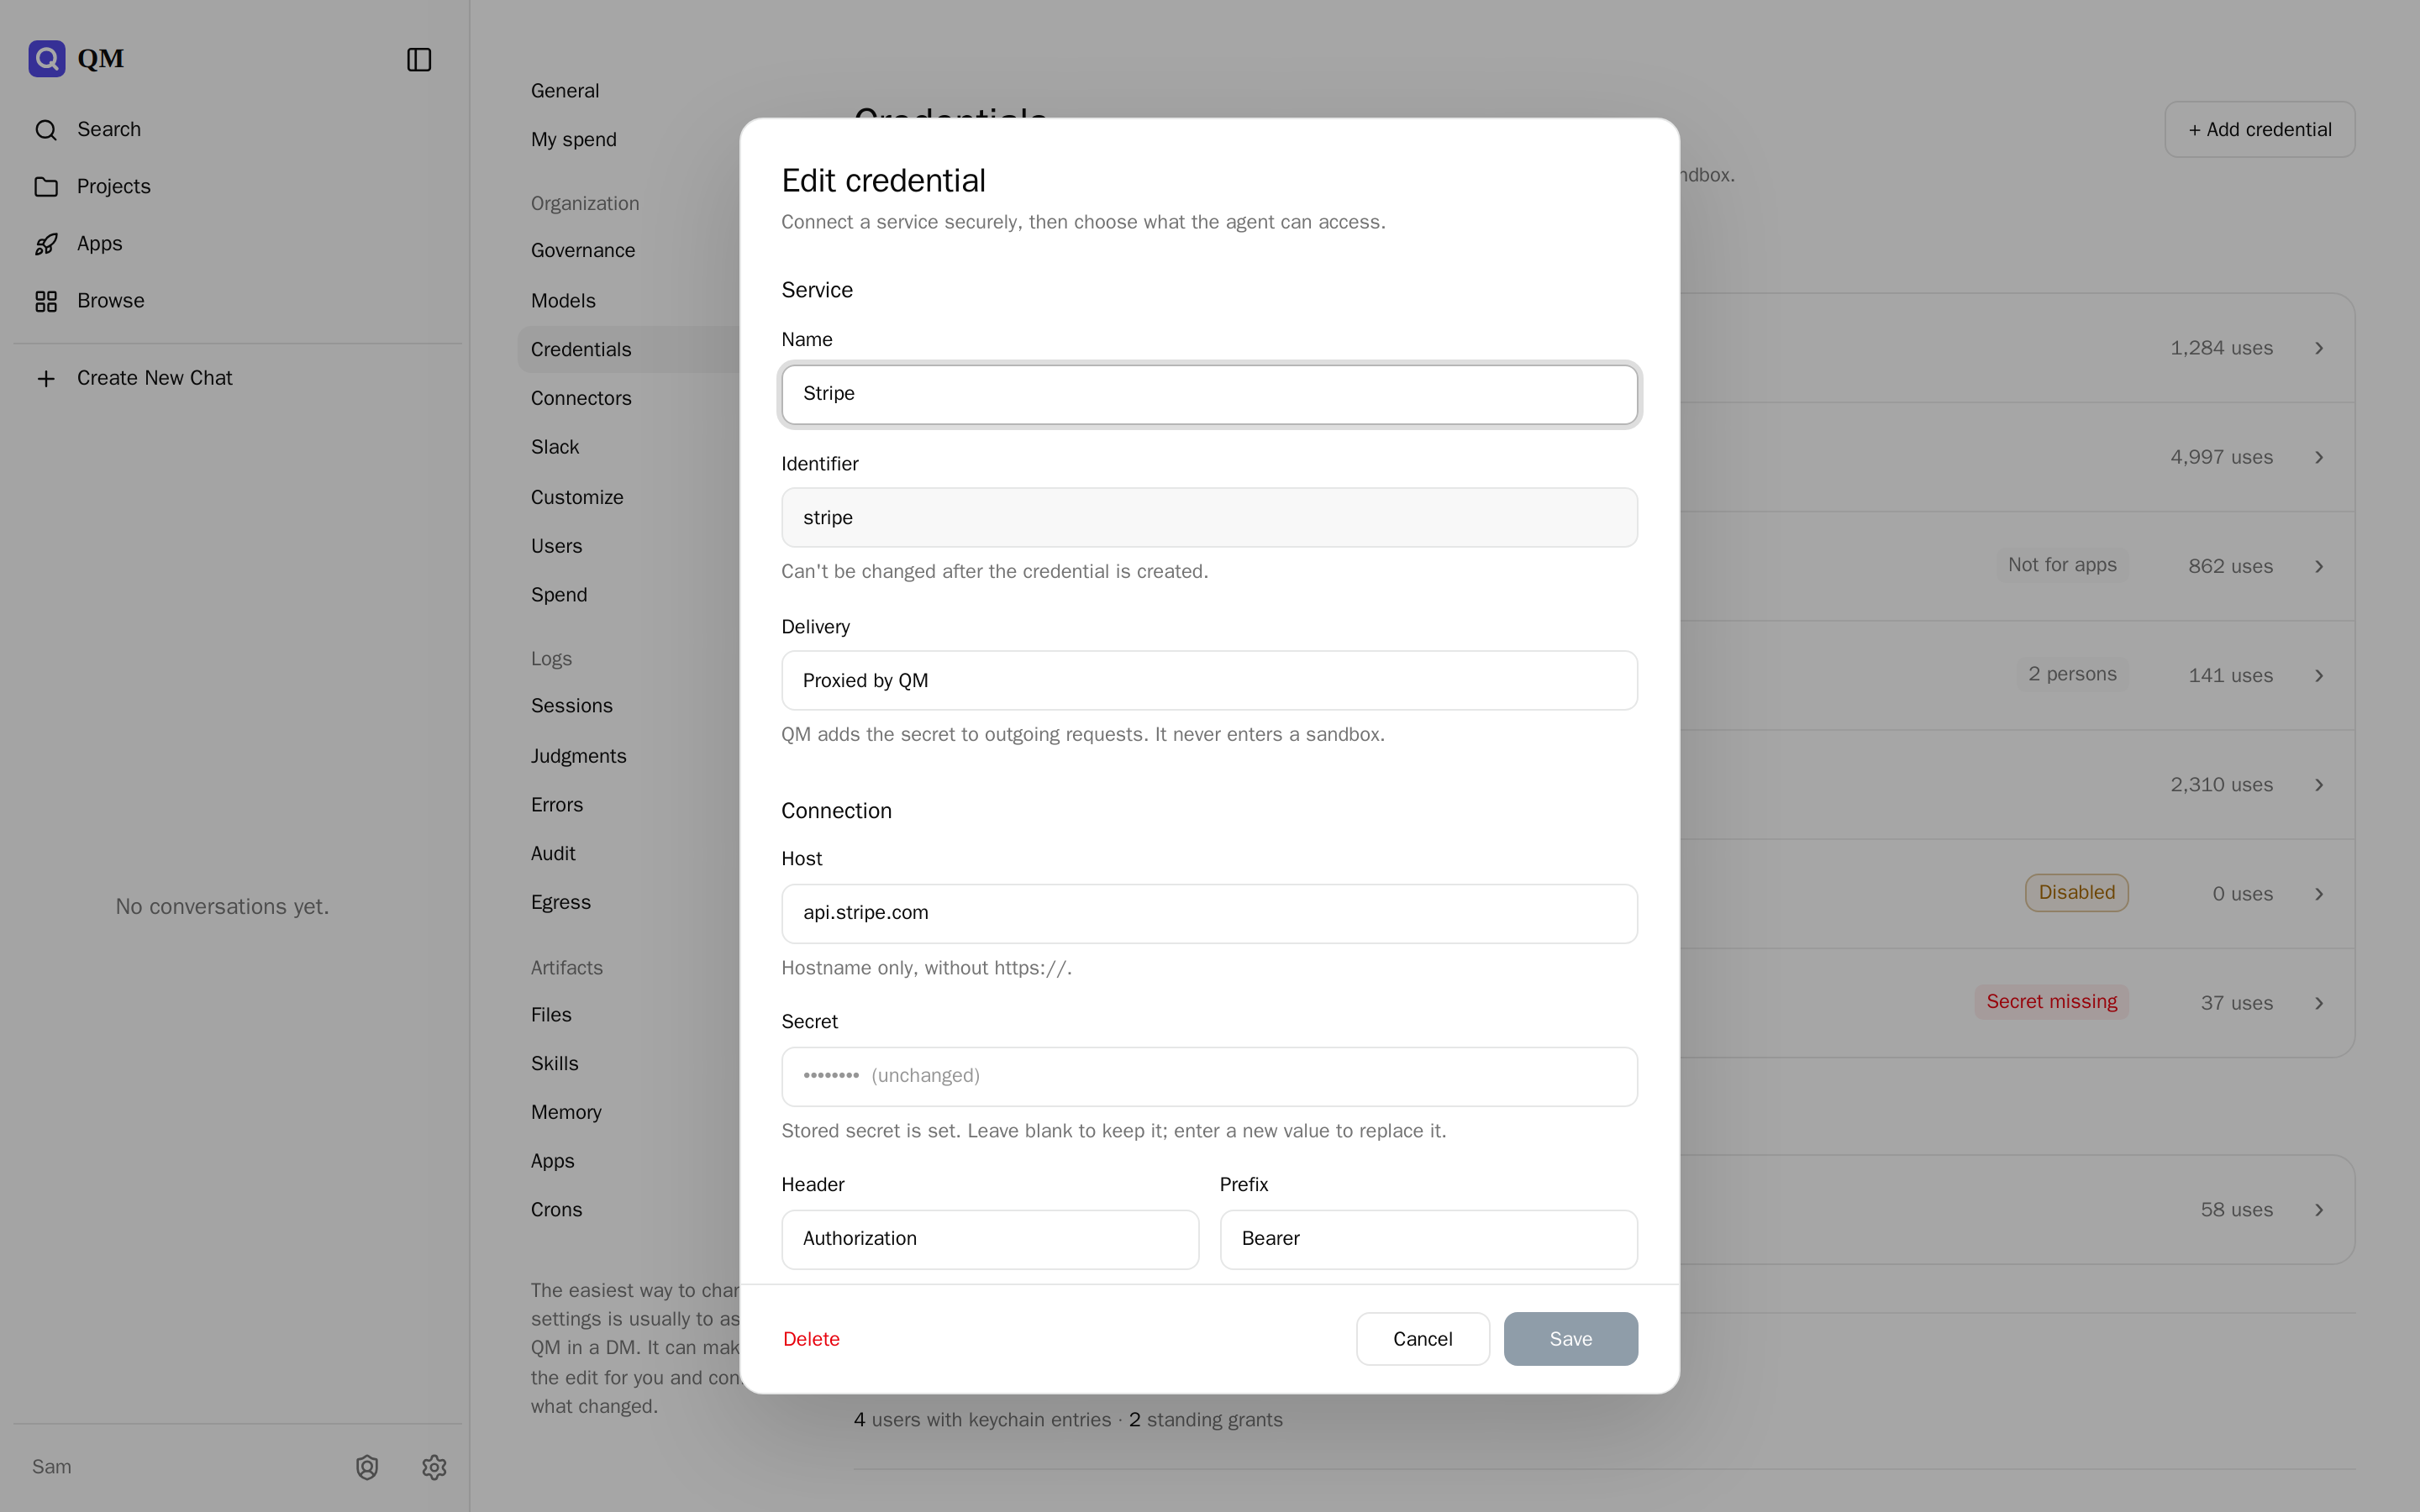 QM
Search
Projects
Apps
Browse
Create New Chat
No conversations yet.
Sam
General
My spend
Organization
Governance
Models
Credentials
Connectors
Slack
Customize
Users
Spend
Logs
Sessions
Judgments
Errors
Audit
Egress
Artifacts
Files
Skills
Memory
Apps
Crons
The easiest way to
settings is usually to
QM in a DM. It can
the edit for you and
what changed.
Credentials
+ Add credential
Edit credential
Connect a service securely, then choose what the agent can access.
Service
Name
Stripe
Identifier
stripe
Can't be changed after the credential is created.
Delivery
Proxied by QM
QM adds the secret to outgoing requests. It never enters a sandbox.
Connection
Host
api.stripe.com
Hostname only, without https://.
Secret
•••••••• (unchanged)
Stored secret is set. Leave blank to keep it; enter a new value to replace it.
Header
Prefix
Authorization
Bearer
Delete
Cancel
Save
1,284 uses
4,997 uses
Not for apps 862 uses
2 persons 141 uses
2,310 uses
Disabled 0 uses
Secret missing 37 uses
58 uses
4 users with keychain entries · 2 standing grants